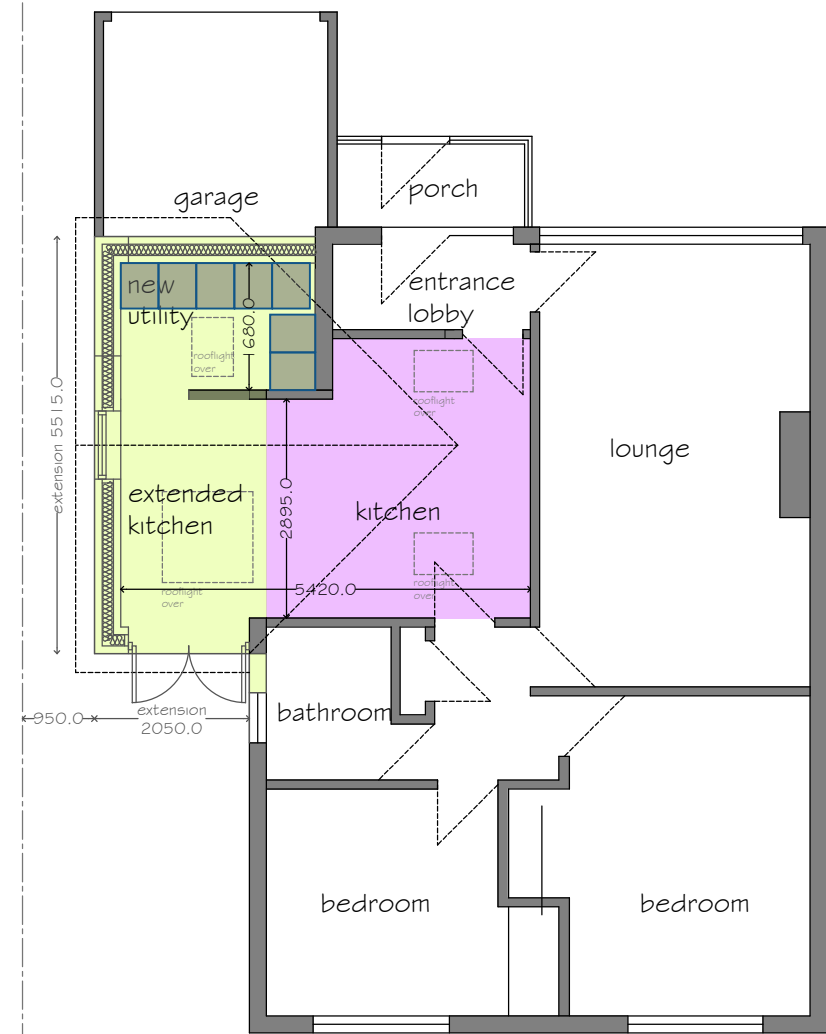 garage
porch
new
utility
entrance
lobby
rooflight
over
680.0
rooflight
over
extension 5515.0
lounge
extended
kitchen
2895.0
kitchen
rooflight
over
5420.0
rooflight
over
950.0
extension
2050.0
bathroom
bedroom
bedroom